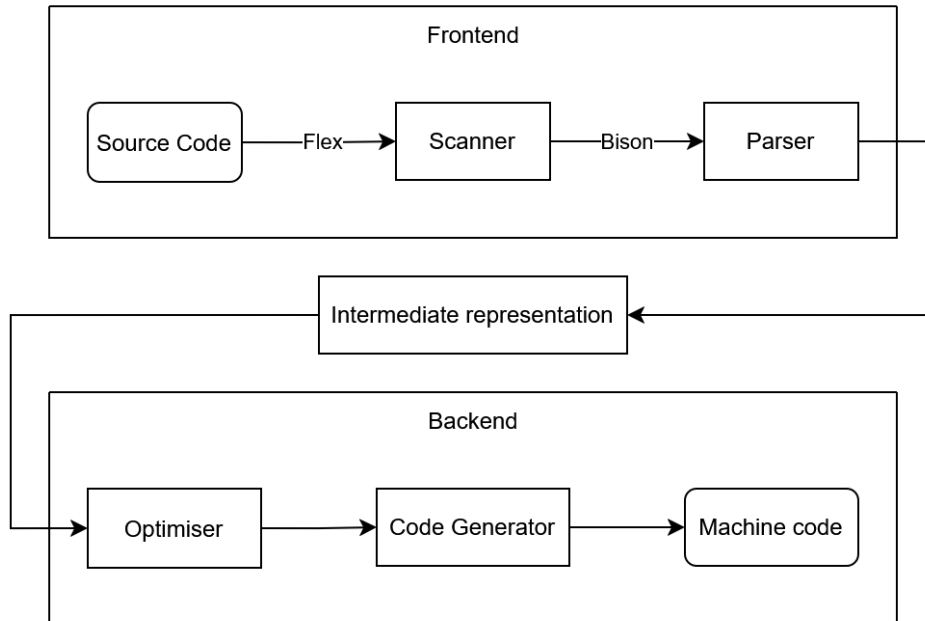 Frontend
Source Code
Flex
Scanner
Bison
Parser
Intermediate representation
Backend
Optimiser
Code Generator
Machine code